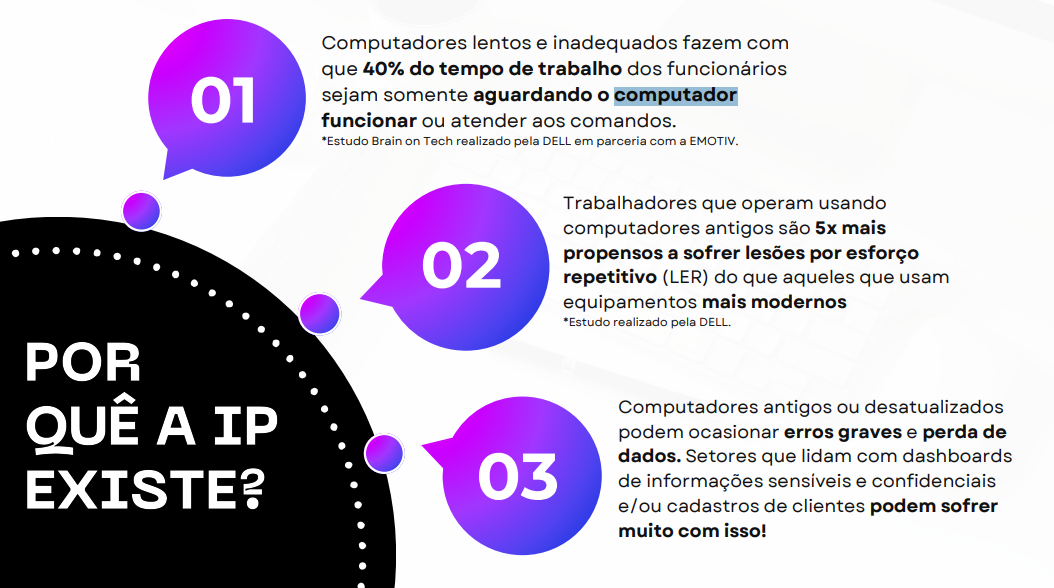 01
Computadores lentos e inadequados fazem com
que 40% do tempo de trabalho dos funcionários
sejam somente aguardando o computador
funcionar ou atender aos comandos.
*Estudo Brain on Tech realizado pela DELL em parceria com a EMOTIV.
02
Trabalhadores que operam usando
computadores antigos são 5x mais
propensos a sofrer lesões por esforço
repetitivo (LER) do que aqueles que usam
equipamentos mais modernos
*Estudo realizado pela DELL.
POR
QUÊ A IP
EXISTE?
03
Computadores antigos ou desatualizados
podem ocasionar erros graves e perda de
dados. Setores que lidam com dashboards
de informações sensíveis e confidenciais
e/ou cadastros de clientes podem sofrer
muito com isso!